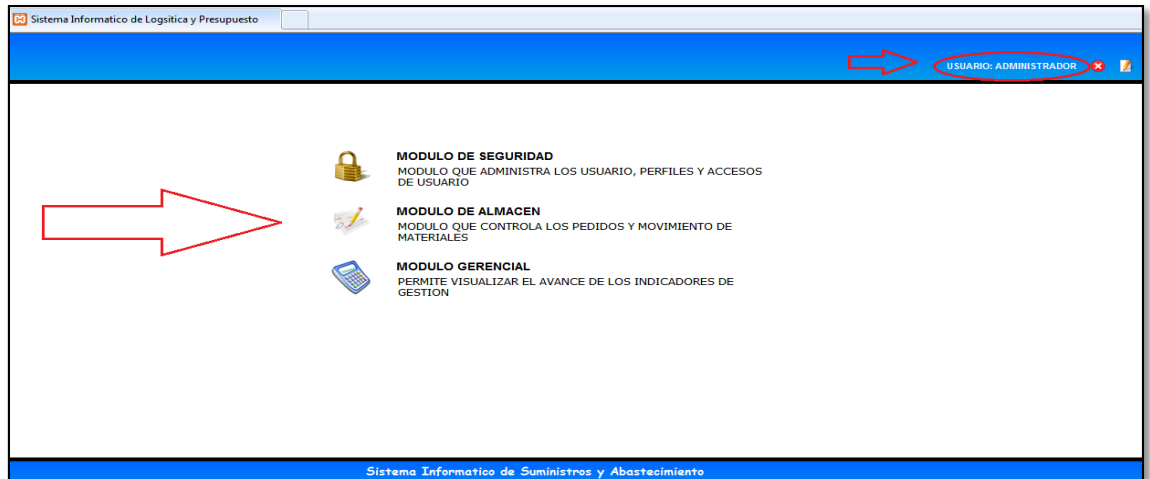 Sistema Informatico de Logsitica y Presupuesto
USUARIO: ADMINISTRADOR
MODULO DE SEGURIDAD
MODULO QUE ADMINISTRA LOS USUARIO, PERFILES Y ACCESOS
DE USUARIO
MODULO DE ALMACEN
MODULO QUE CONTROLA LOS PEDIDOS Y MOVIMIENTO DE
MATERIALES
MODULO GERENCIAL
PERMITE VISUALIZAR EL AVANCE DE LOS INDICADORES DE
GESTION
Sistema Informatico de Suministros y Abastecimiento